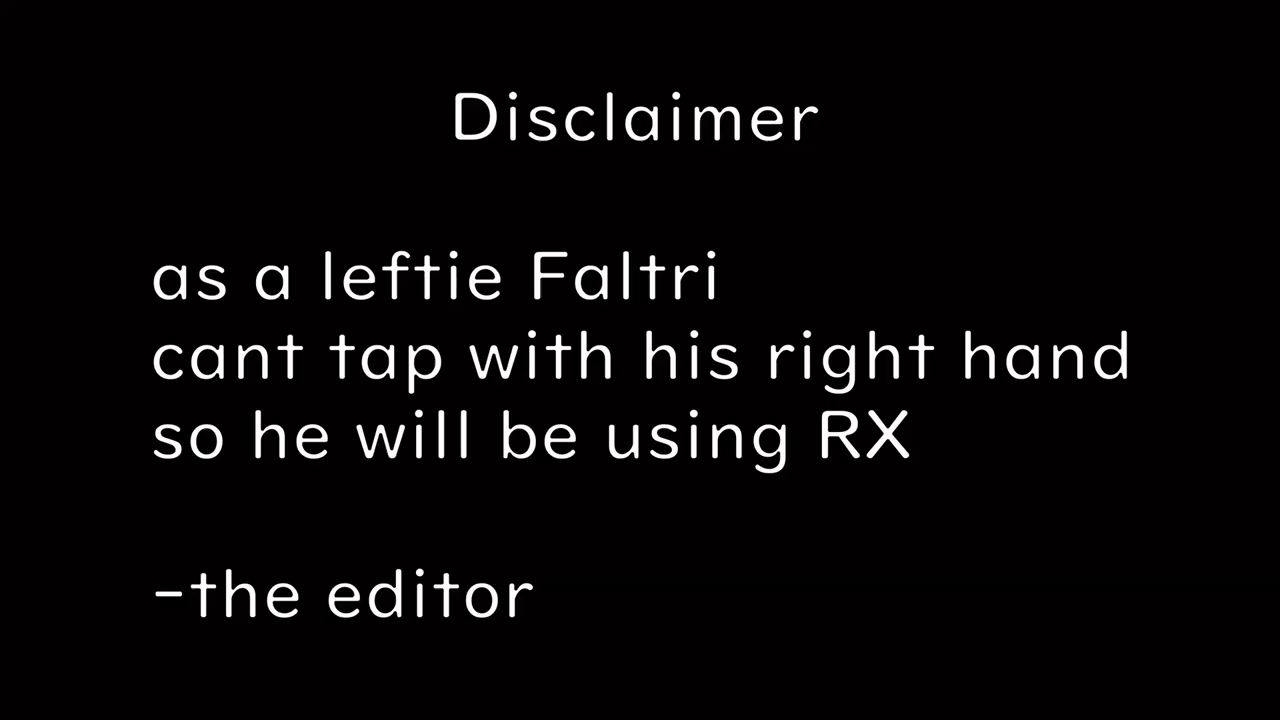 Disclaimer
as a leftie Faltri
cant tap with his right hand
so he will be using RX
-the editor